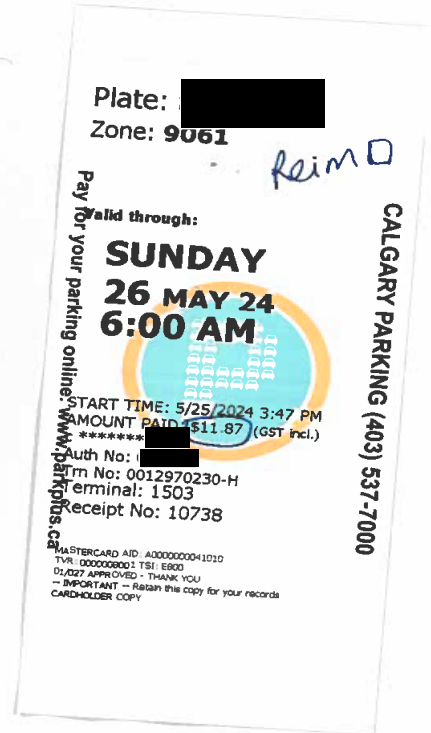 Plate:
Zone: 9061
Reim
Valid through:
SUNDAY
26 MAY 24
6:00 AM
START TIME: 5/25/2024 3:47 PM
AMOUNT PAID: $11.87 (GST incl.)
*******
Auth No:
Trn No: 0012970230-H
Terminal: 1503
Receipt No: 10738
MASTERCARD AID: A0000000041010
TVR: 0000008001 TSI: E800
01/027 APPROVED - THANK YOU
-- IMPORTANT -- Retain this copy for your records
CARDHOLDER COPY
Pay for your parking online: www.parkplus.ca
CALGARY PARKING (403) 537-7000